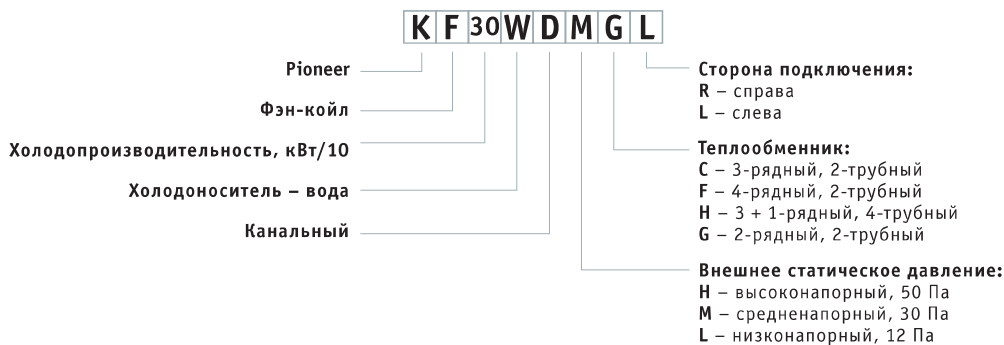 KF30WDMGL
Pioneer
Фэн-койл
Холодопроизводительность, кВт/10
Холодоноситель – вода
Канальный
Сторона подключения:
R – справа
L – слева
Теплообменник:
C – 3-рядный, 2-трубный
F – 4-рядный, 2-трубный
H – 3 + 1-рядный, 4-трубный
G – 2-рядный, 2-трубный
Внешнее статическое давление:
H – высоконапорный, 50 Па
M – средненапорный, 30 Па
L – низконапорный, 12 Па